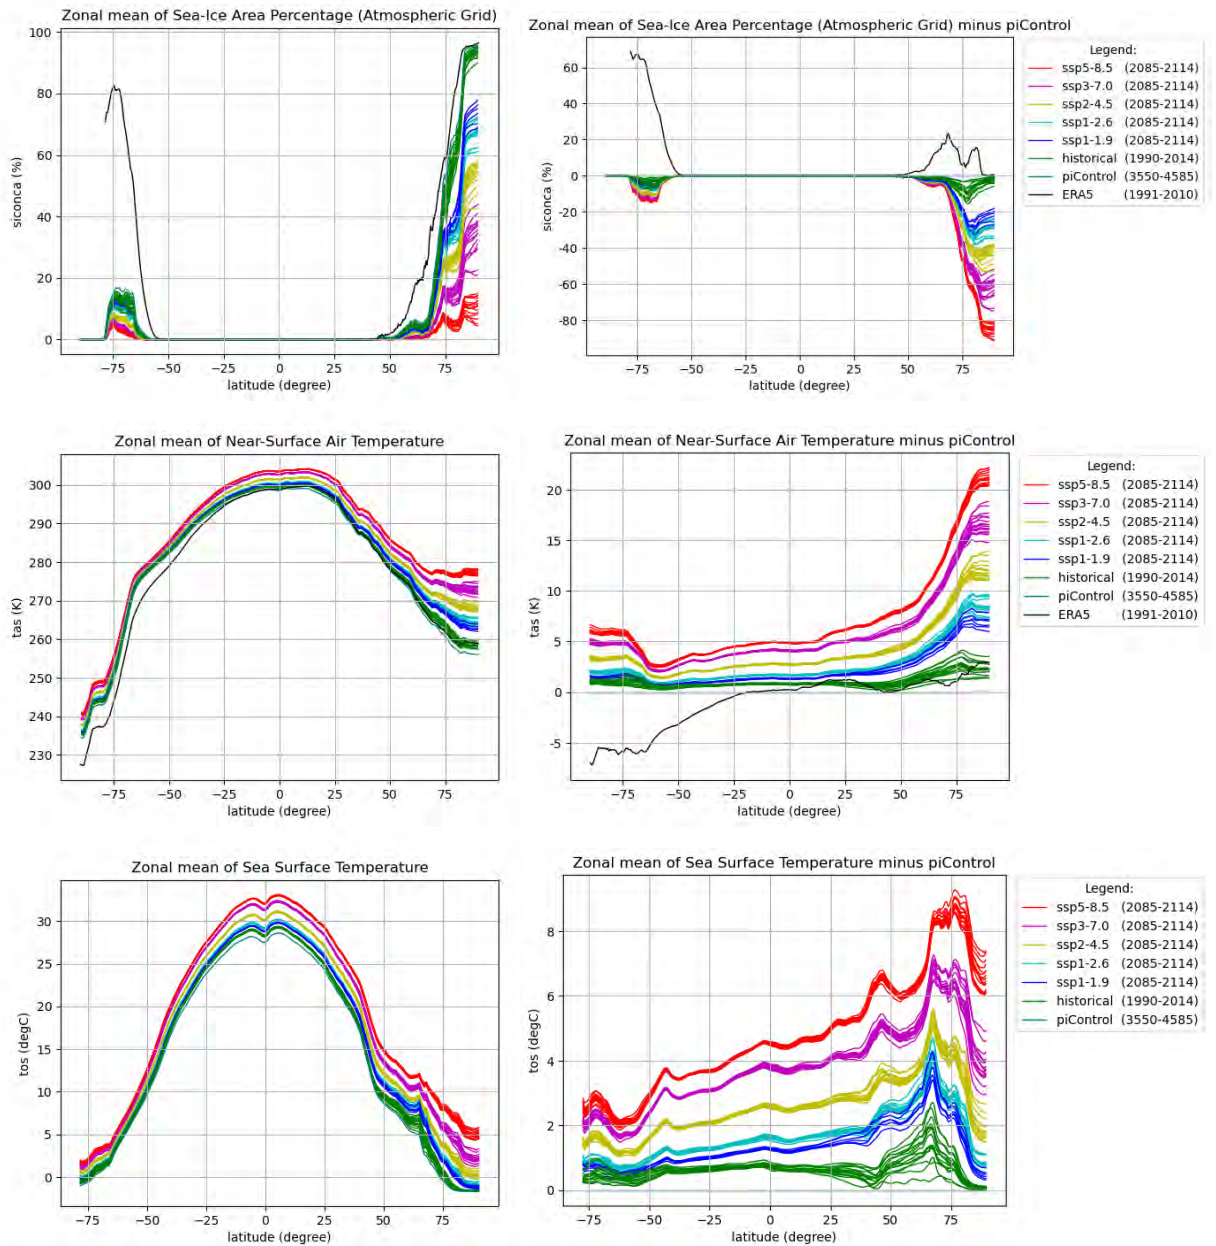 Zonal mean of Sea-Ice Area Percentage (Atmospheric Grid)
100
80
60
40
20
0
siconca (%)
−75 −50 −25 0 25 50 75
latitude (degree)
Zonal mean of Sea-Ice Area Percentage (Atmospheric Grid) minus piControl
60
40
20
0
-20
-40
-60
-80
siconca (%)
−75 −50 −25 0 25 50 75
latitude (degree)
Legend:
ssp5-8.5 (2085-2114)
ssp3-7.0 (2085-2114)
ssp2-4.5 (2085-2114)
ssp1-2.6 (2085-2114)
ssp1-1.9 (2085-2114)
historical (1990-2014)
piControl (3550-4585)
ERA5 (1991-2010)
Zonal mean of Near-Surface Air Temperature
300
290
280
270
260
250
240
230
tas (K)
−75 −50 −25 0 25 50 75
latitude (degree)
Zonal mean of Near-Surface Air Temperature minus piControl
20
15
10
5
0
-5
tas (K)
−75 −50 −25 0 25 50 75
latitude (degree)
Legend:
ssp5-8.5 (2085-2114)
ssp3-7.0 (2085-2114)
ssp2-4.5 (2085-2114)
ssp1-2.6 (2085-2114)
ssp1-1.9 (2085-2114)
historical (1990-2014)
piControl (3550-4585)
ERA5 (1991-2010)
Zonal mean of Sea Surface Temperature
30
25
20
15
10
5
0
tos (degC)
−75 −50 −25 0 25 50 75
latitude (degree)
Zonal mean of Sea Surface Temperature minus piControl
8
6
4
2
0
tos (degC)
−75 −50 −25 0 25 50 75
latitude (degree)
Legend:
ssp5-8.5 (2085-2114)
ssp3-7.0 (2085-2114)
ssp2-4.5 (2085-2114)
ssp1-2.6 (2085-2114)
ssp1-1.9 (2085-2114)
historical (1990-2014)
piControl (3550-4585)